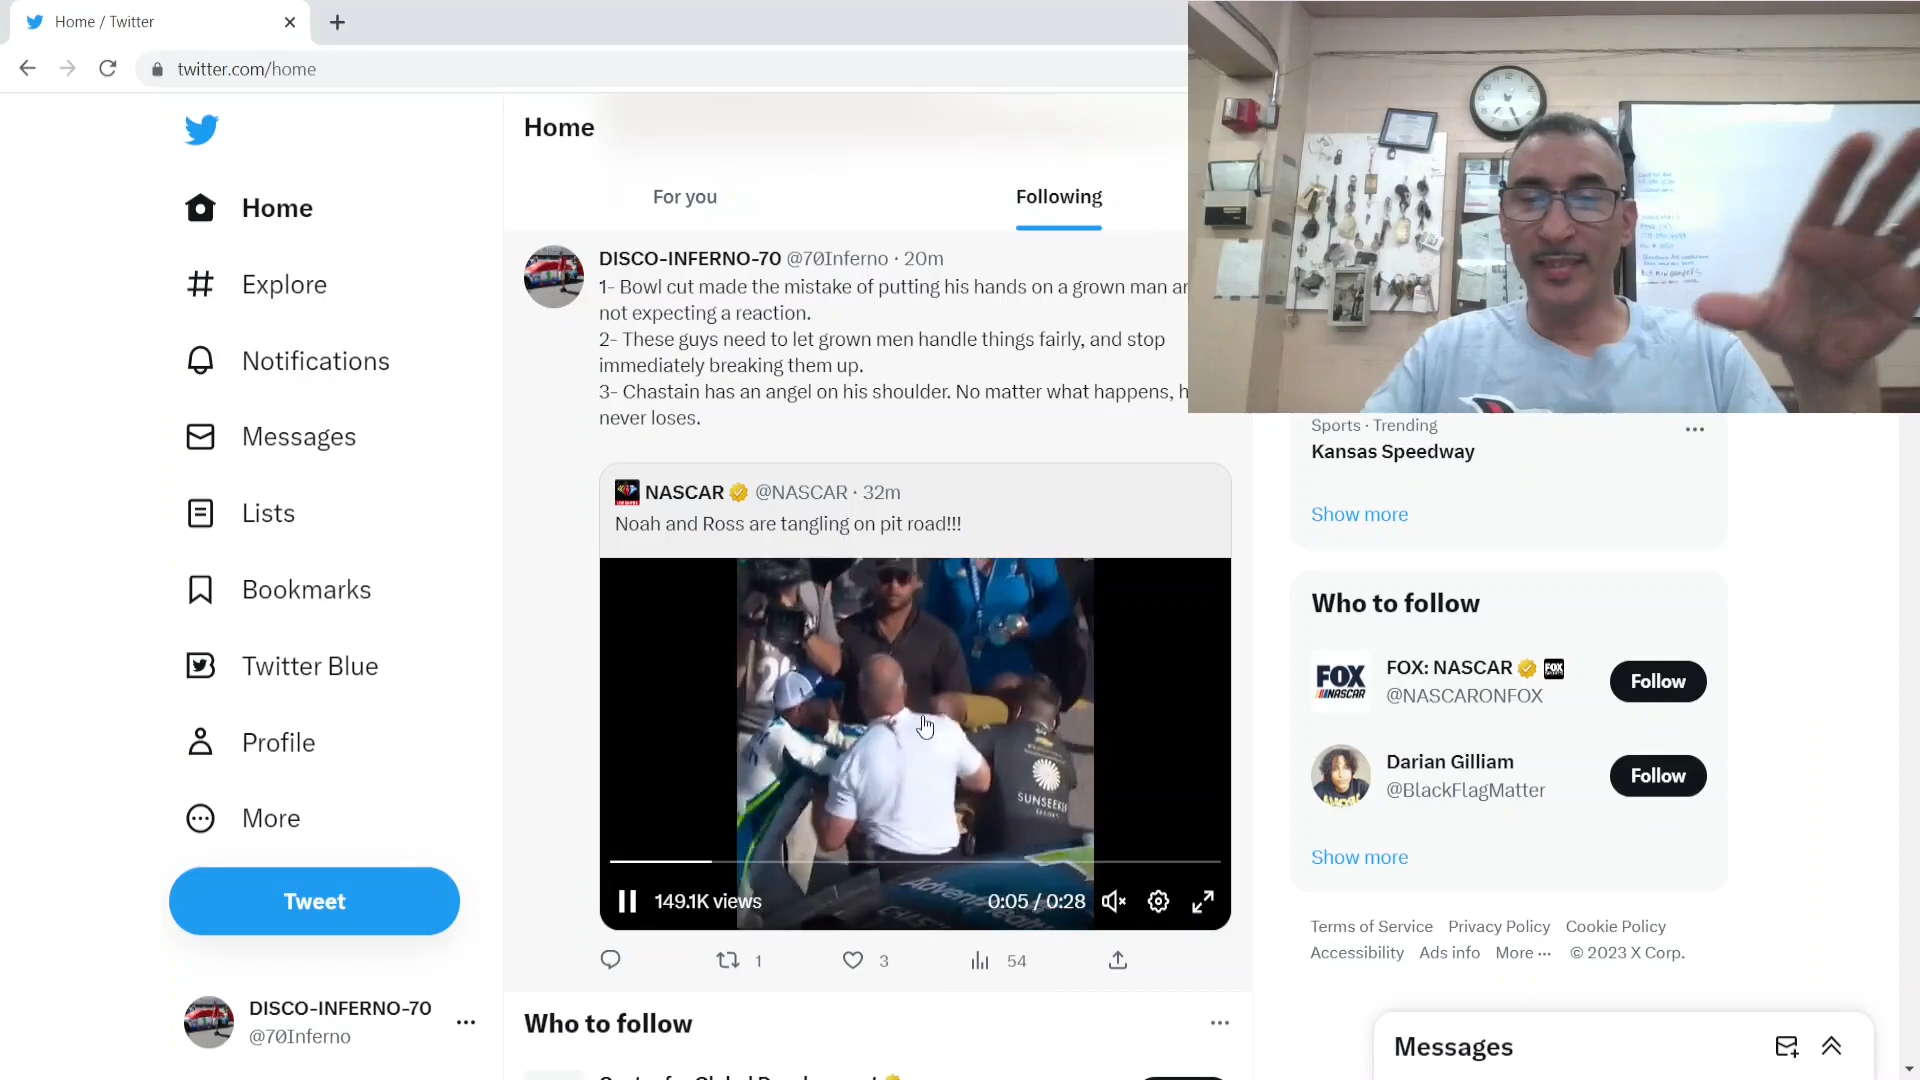 Home / Twitter
twitter.com/home
Home
Explore
Notifications
Messages
Lists
Bookmarks
Twitter Blue
Profile
More
Tweet
DISCO-INFERNO-70
@70Inferno
Home
For you
Following
DISCO-INFERNO-70 @70Inferno · 20m
1- Bowl cut made the mistake of putting his hands on a grown man
not expecting a reaction.
2- These guys need to let grown men handle things fairly, and stop
immediately breaking them up.
3- Chastain has an angel on his shoulder. No matter what happens,
never loses.
NASCAR @NASCAR · 32m
Noah and Ross are tangling on pit road!!!
SUNSEEKER
149.1K views
0:05 / 0:28
1
3
54
Who to follow
Sports · Trending
Kansas Speedway
Show more
Who to follow
FOX NASCAR
FOX: NASCAR
@NASCARONFOX
Follow
Darian Gilliam
@BlackFlagMatter
Follow
Show more
Terms of Service Privacy Policy Cookie Policy
Accessibility Ads info More ··· © 2023 X Corp.
Messages